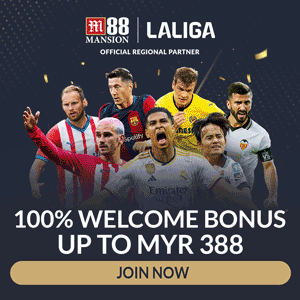 M88 MANSION LALIGA
OFFICIAL REGIONAL PARTNER
100% WELCOME BONUS
UP TO MYR 388
JOIN NOW